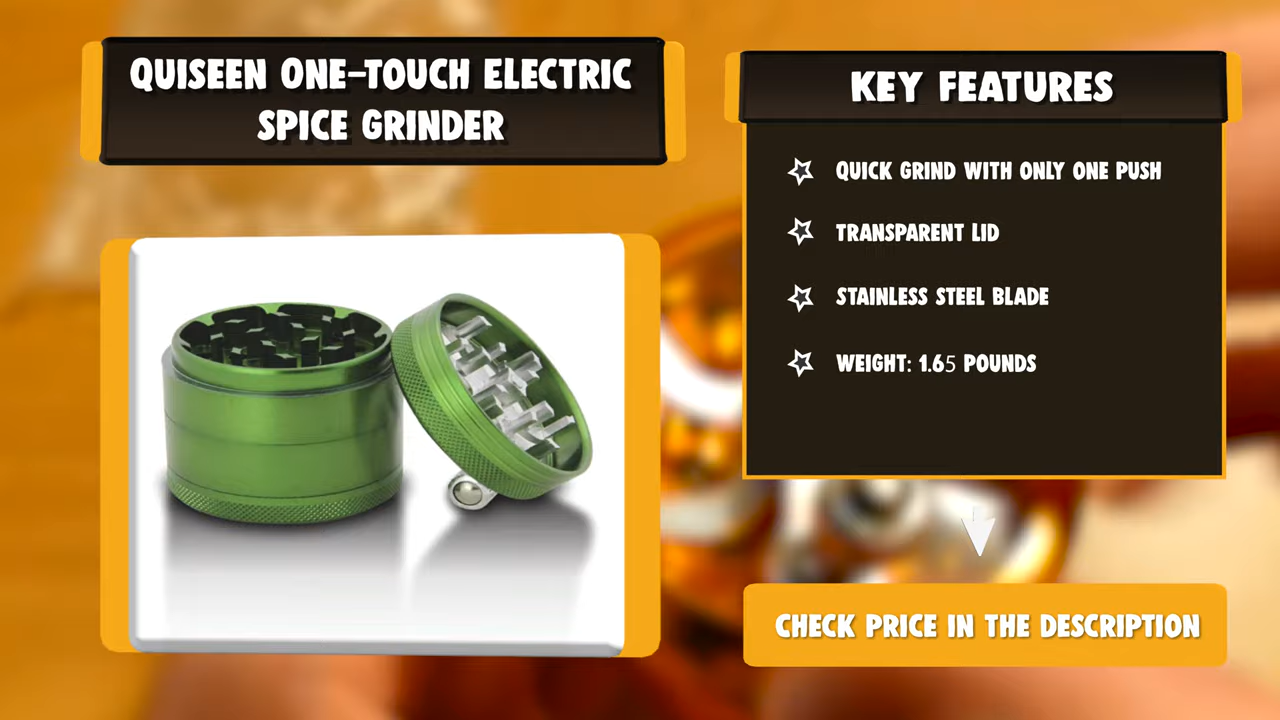 QUISEEN ONE-TOUCH ELECTRIC
SPICE GRINDER
KEY FEATURES
QUICK GRIND WITH ONLY ONE PUSH
TRANSPARENT LID
STAINLESS STEEL BLADE
WEIGHT: 1.65 POUNDS
CHECK PRICE IN THE DESCRIPTION